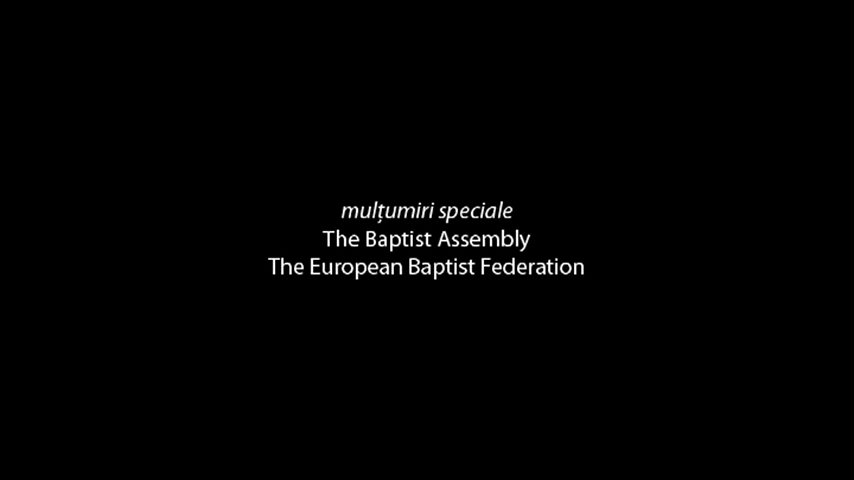 mulțumiri speciale
The Baptist Assembly
The European Baptist Federation